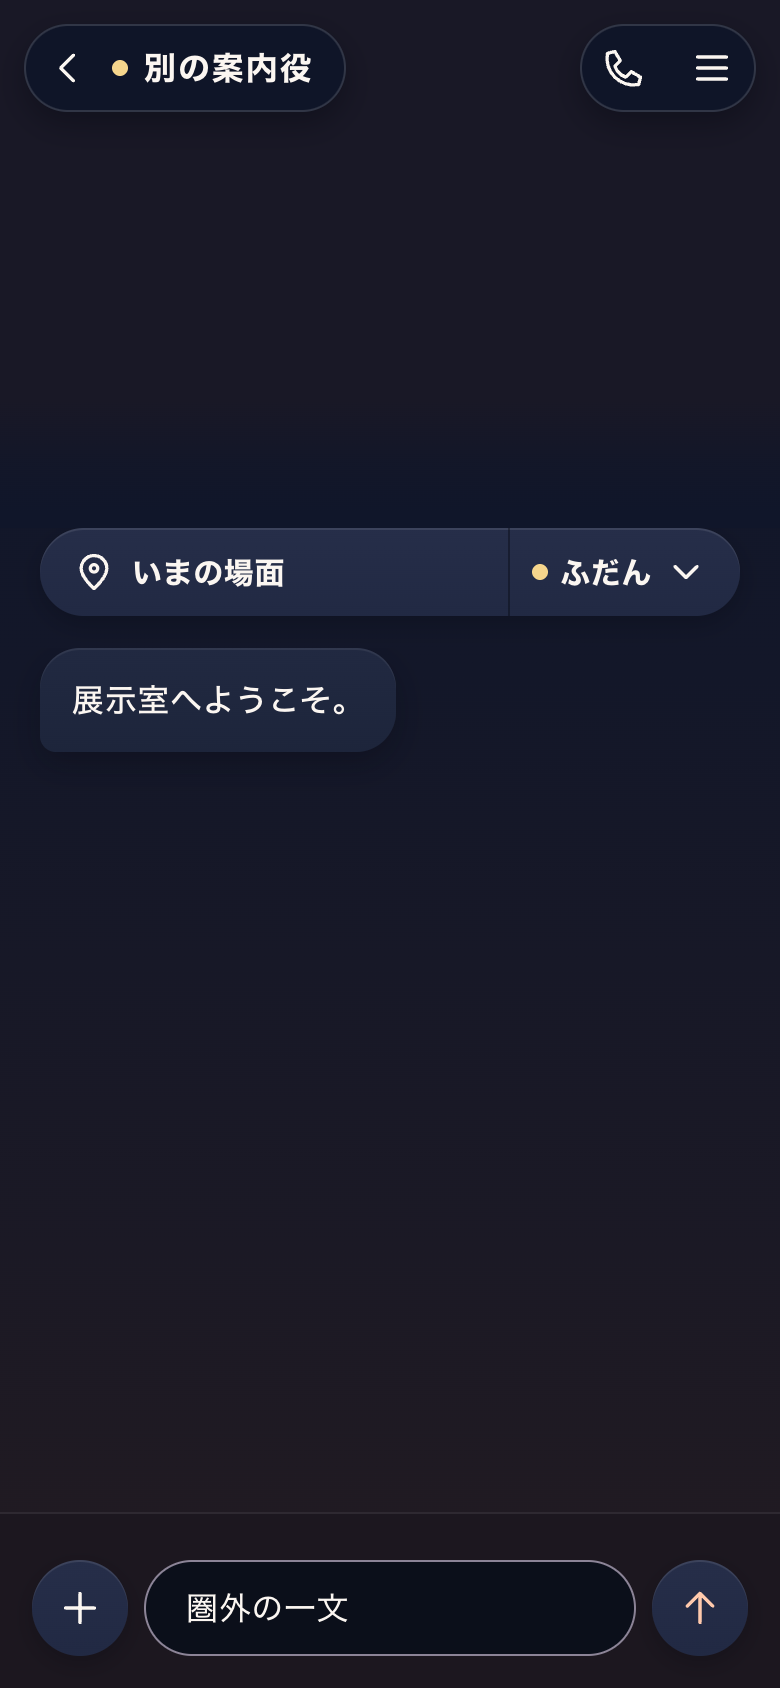 別の案内役
いまの場面
ふだん
展示室へようこそ。
圏外の一文